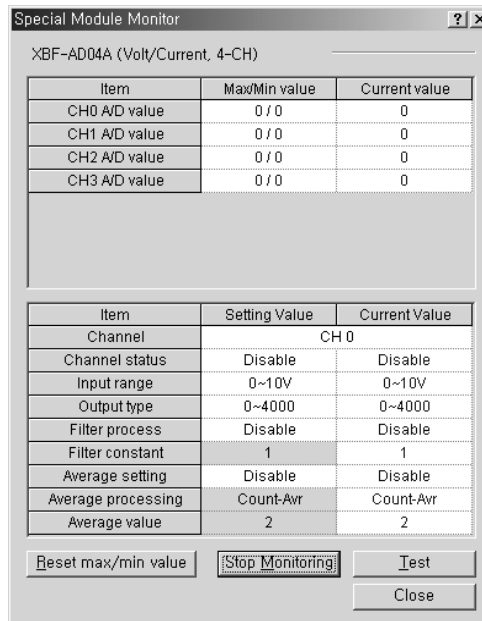 Special Module Monitor
? x
XBF-AD04A (Volt/Current, 4-CH)
Item Max/Min value Current value
CH0 A/D value 0 / 0 0
CH1 A/D value 0 / 0 0
CH2 A/D value 0 / 0 0
CH3 A/D value 0 / 0 0
Item Setting Value Current Value
Channel CH 0
Channel status Disable Disable
Input range 0~10V 0~10V
Output type 0~4000 0~4000
Filter process Disable Disable
Filter constant 1 1
Average setting Disable Disable
Average processing Count-Avr Count-Avr
Average value 2 2
Reset max/min value Stop Monitoring Test
Close